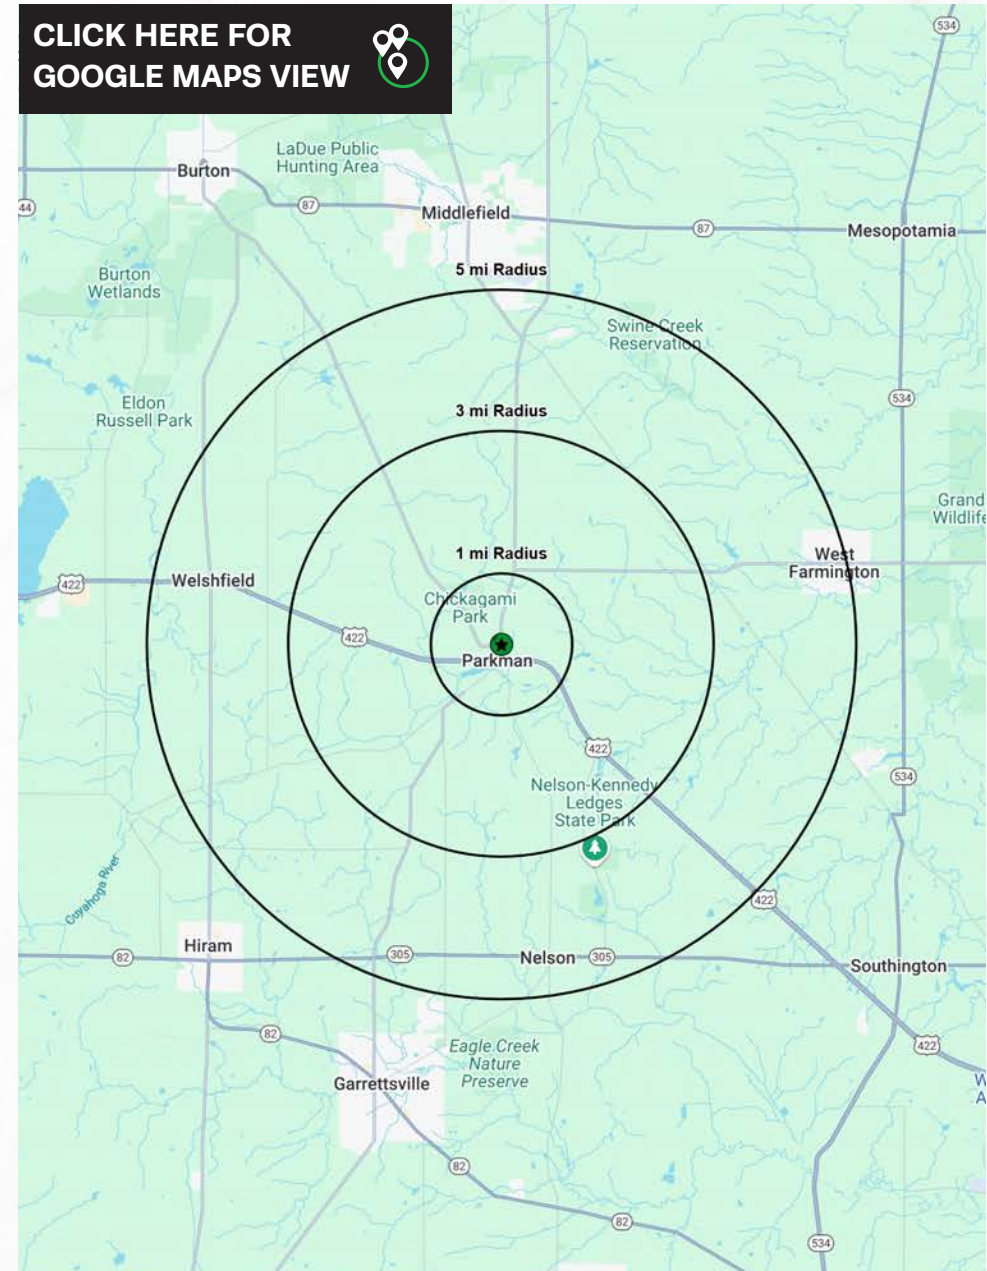 CLICK HERE FOR
GOOGLE MAPS VIEW
534
LaDue Public
Hunting Area
Burton
87
Middlefield
44
87
Mesopotamia
5 mi Radius
Burton
Wetlands
Swine Creek
Reservation
534
Eldon
Russell Park
3 mi Radius
Grand
Wildlife
1 mi Radius
West
Farmington
422
Welshfield
Chickagami
Park
422
Parkman
422
534
Nelson-Kennedy
Ledges
State Park
Cuyahoga River
422
Hiram
82
305
Nelson
305
Southington
82
422
Eagle Creek
Nature
Preserve
Garrettsville
W
A
82
82
534